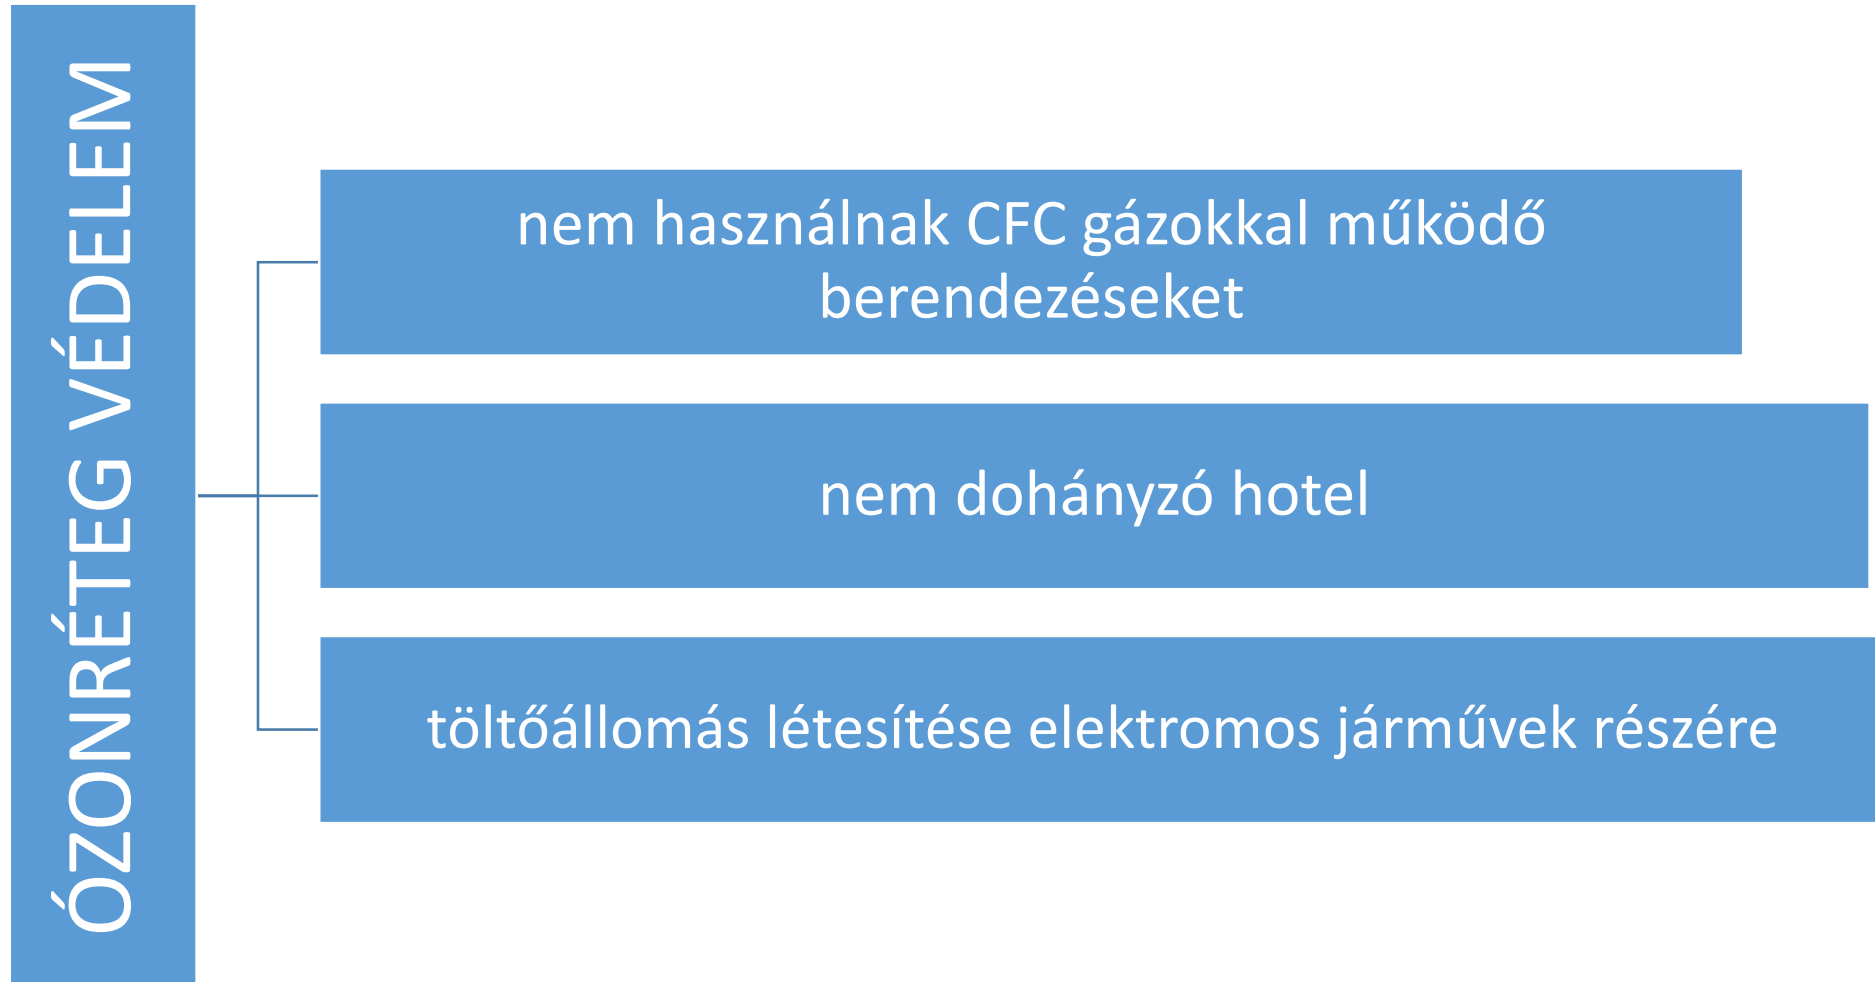 ÓZONRÉTEG VÉDELEM
nem használnak CFC gázokkal működő
berendezéseket
nem dohányzó hotel
töltőállomás létesítése elektromos járművek részére